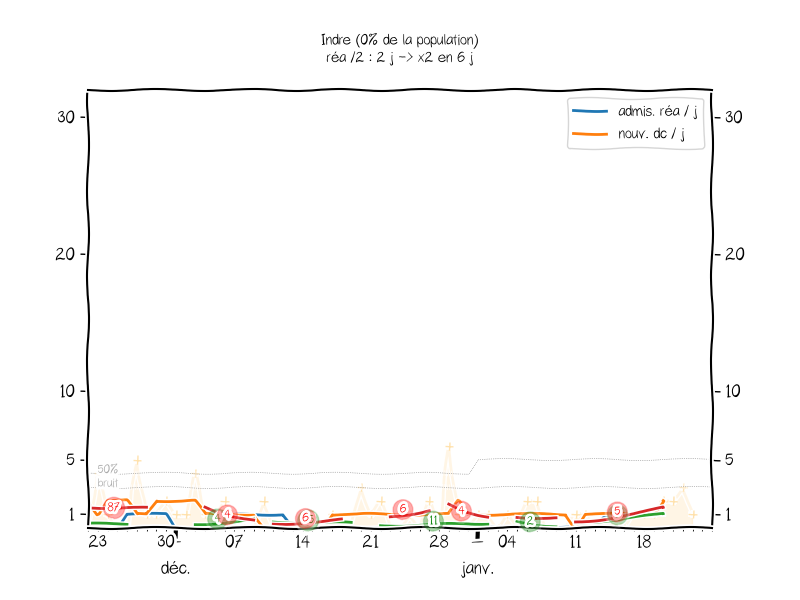 Indre (0% de la population)
réa /2 : 2 j -> x2 en 6 j
admis. réa / j
nouv. dc / j
30 30
20 20
10 10
5 5
50%
bruit
1 1
87 4 4 6 6 11 4 2 5
23 30 07 14 21 28 04 11 18
déc. janv.